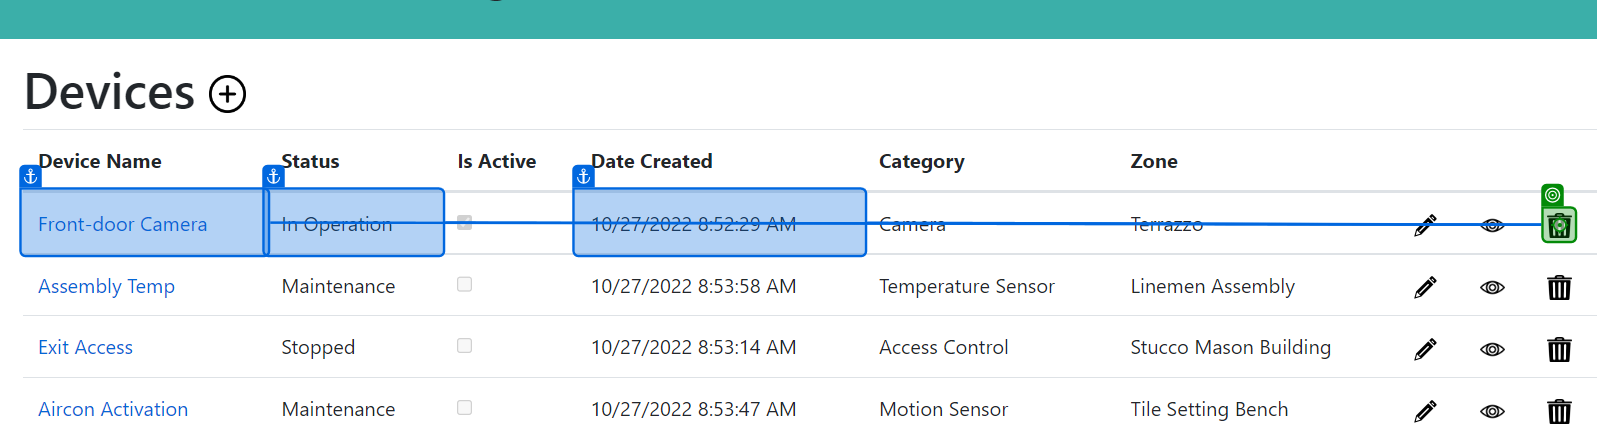 Devices
Device Name Status Is Active Date Created Category Zone
Front-door Camera In Operation 10/27/2022 8:52:29 AM Camera Terrazzo
Assembly Temp Maintenance 10/27/2022 8:53:58 AM Temperature Sensor Linemen Assembly
Exit Access Stopped 10/27/2022 8:53:14 AM Access Control Stucco Mason Building
Aircon Activation Maintenance 10/27/2022 8:53:47 AM Motion Sensor Tile Setting Bench